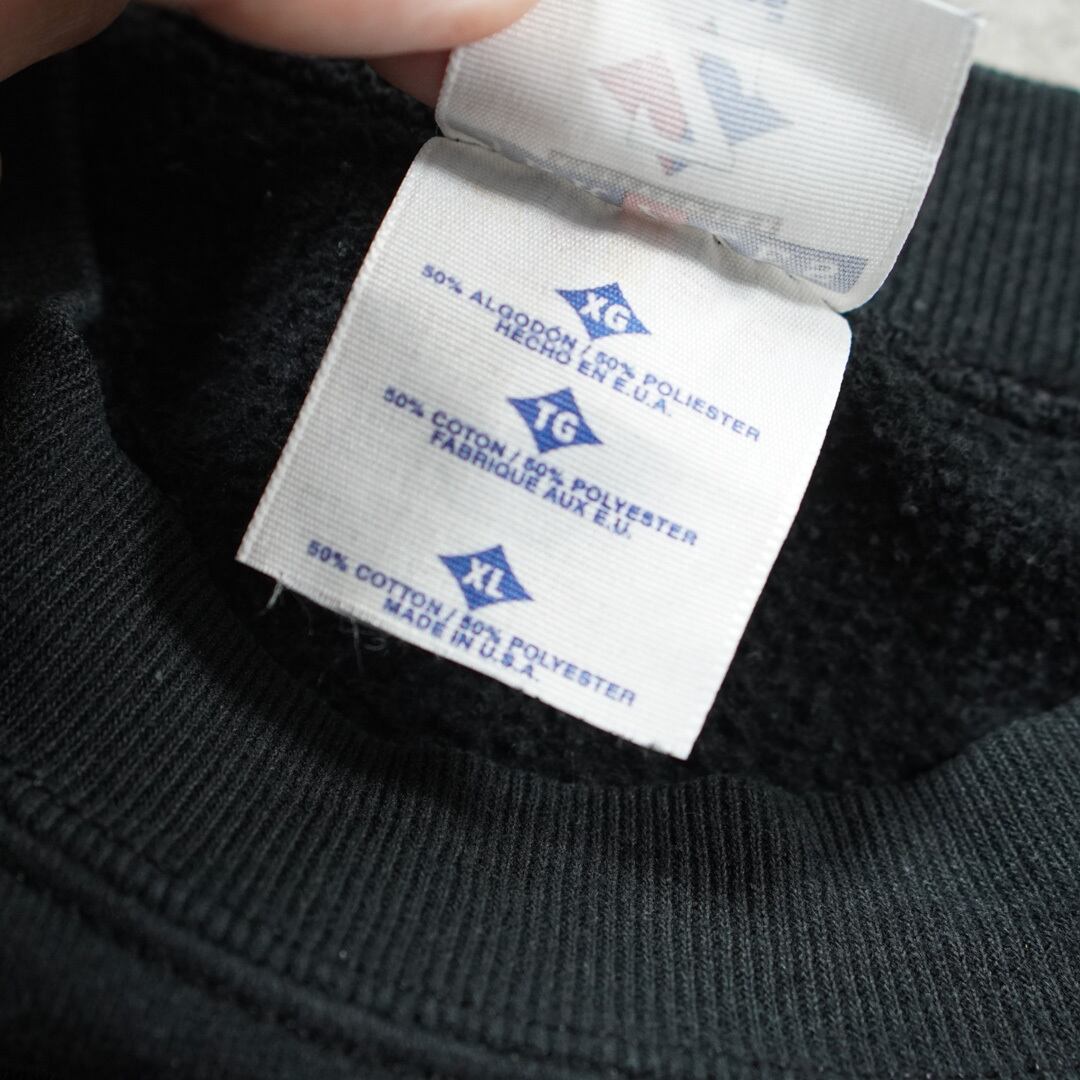 XG
50% ALGODÓN / 50% POLIESTER
HECHO EN E.U.A.
TG
50% COTON / 50% POLYESTER
FABRIQUE AUX E.U.
XL
50% COTTON / 50% POLYESTER
MADE IN U.S.A.